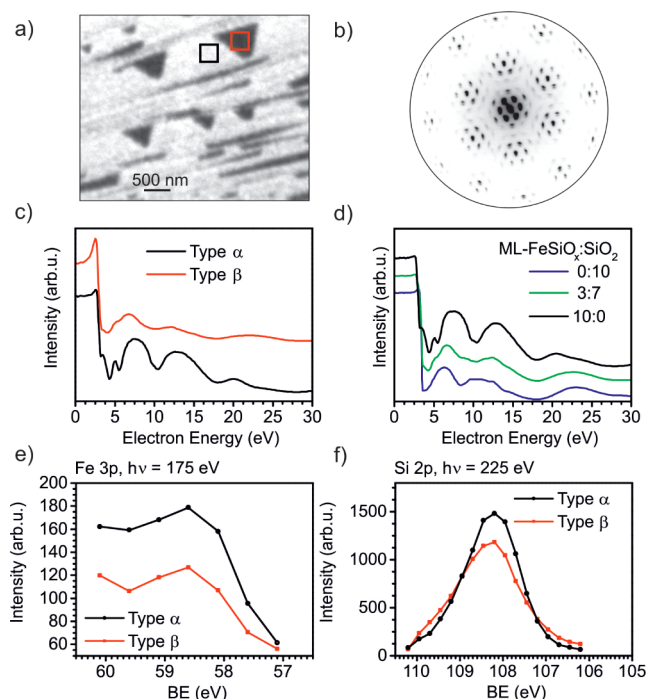 a)
500 nm
b)
c)
Intensity (arb.u.)
Type α
Type β
0 5 10 15 20 25 30
Electron Energy (eV)
d)
Intensity (arb.u.)
ML-FeSiOₓ:SiO₂
0:10
3:7
10:0
0 5 10 15 20 25 30
Electron Energy (eV)
e)
Fe 3p, hν = 175 eV
Intensity (arb.u.)
200
180
160
140
120
100
80
60
Type α
Type β
60 59 58 57
BE (eV)
f)
Si 2p, hν = 225 eV
Intensity (arb.u.)
1500
1000
500
0
Type α
Type β
110 109 108 107 106 105
BE (eV)